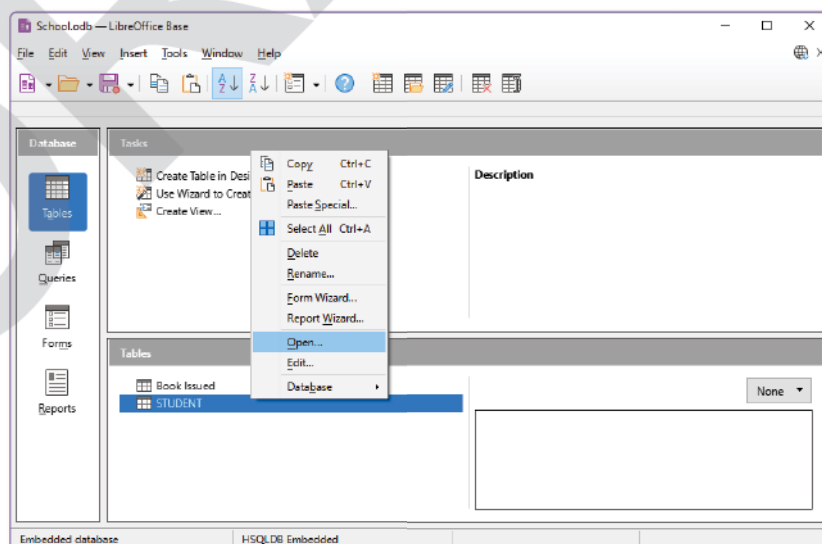 School.odb — LibreOffice Base
File Edit View Insert Tools Window Help
Database
Tables
Queries
Forms
Reports
Tasks
Create Table in Desi
Use Wizard to Creat
Create View...
Description
Copy Ctrl+C
Paste Ctrl+V
Paste Special...
Select All Ctrl+A
Delete
Rename...
Form Wizard...
Report Wizard...
Open...
Edit...
Database
Tables
Book Issued
STUDENT
None
Embedded database HSQLDB Embedded